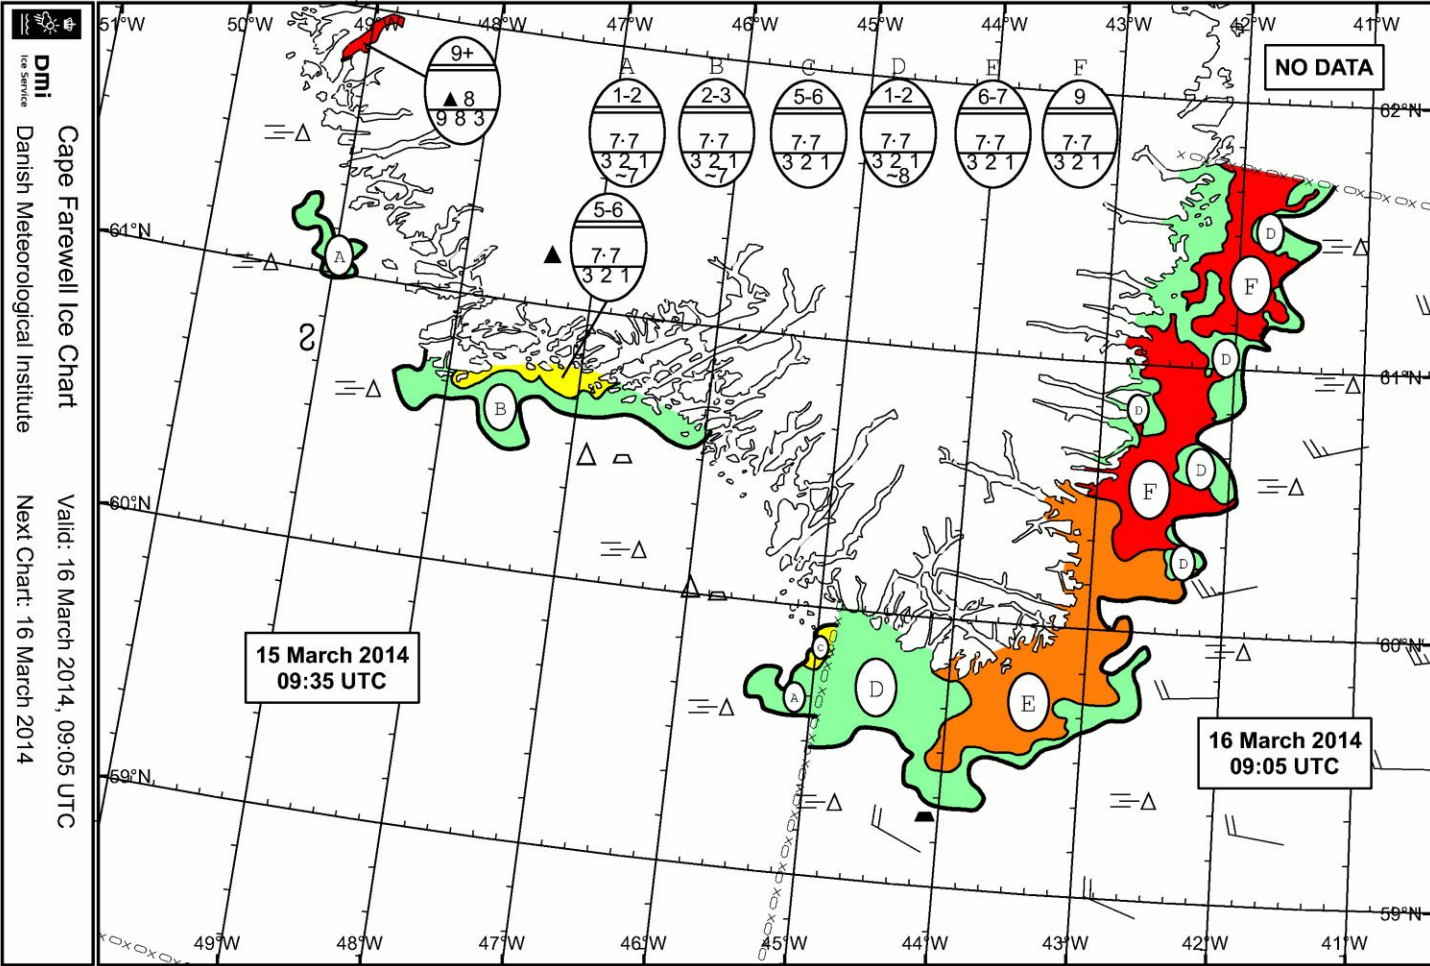 Dmi
Ice Service
Cape Farewell Ice Chart
Valid: 16 March 2014, 09:05 UTC
Danish Meteorological Institute
Next Chart: 16 March 2014
51°W 50°W 49°W 48°W 47°W 46°W 45°W 44°W 43°W 42°W 41°W
NO DATA
62°N
9+
▲8
9 8 3
A B C D E F
1-2 2-3 5-6 1-2 6-7 9
7·7 7·7 7·7 7·7 7·7 7·7
3 2 1 3 2 1 3 2 1 3 2 1 3 2 1 3 2 1
~7 ~7 ~8
5-6
7·7
3 2 1
61°N
A
D
F
D
61°N
B
D
D
F
60°N
D
15 March 2014
09:35 UTC
60°N
C
A
D
E
16 March 2014
09:05 UTC
59°N
59°N
49°W 48°W 47°W 46°W 45°W 44°W 43°W 42°W 41°W